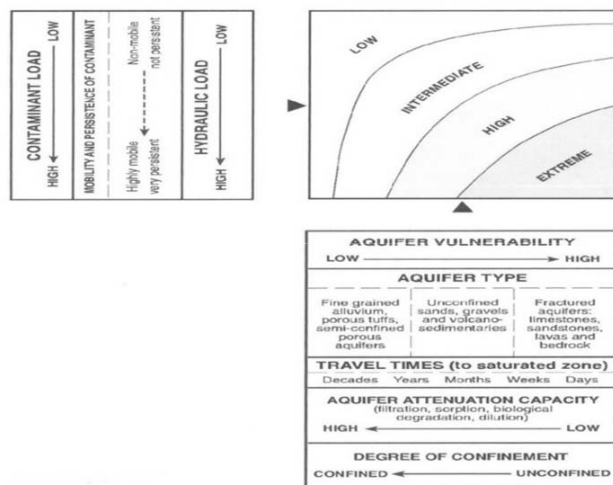 CONTAMINANT LOAD
HIGH LOW
MOBILITY AND PERSISTENCE OF CONTAMINANT
Highly mobile Non-mobile
very persistent not persistent
HYDRAULIC LOAD
HIGH LOW
LOW
INTERMEDIATE
HIGH
EXTREME
AQUIFER VULNERABILITY
LOW HIGH
AQUIFER TYPE
Fine grained
alluvium,
porous tuffs,
semi-confined
porous
aquifers
Unconfined
sands, gravels
and volcano-
sedimentaries
Fractured
aquifers:
limestones,
sandstones,
lavas and
bedrock
TRAVEL TIMES (to saturated zone)
Decades Years Months Weeks Days
AQUIFER ATTENUATION CAPACITY
(filtration, sorption, biological
degradation, dilution)
HIGH LOW
DEGREE OF CONFINEMENT
CONFINED UNCONFINED